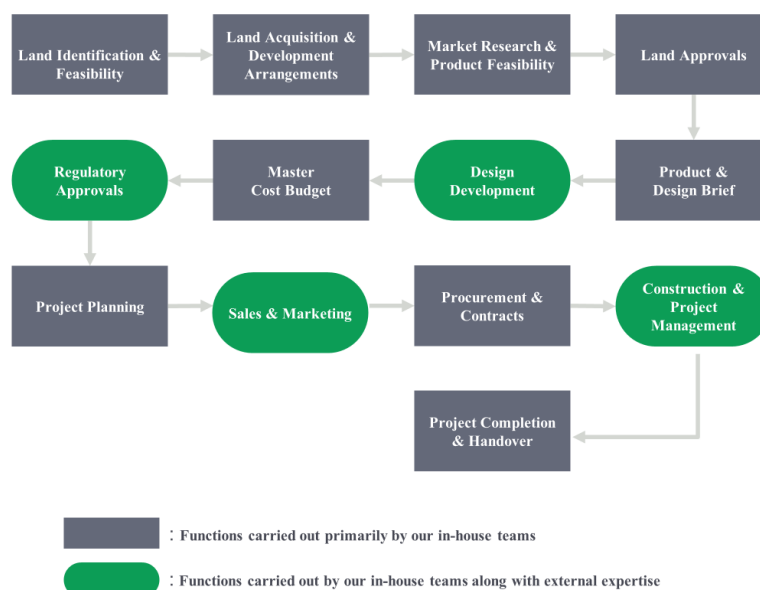 Land Identification &
Feasibility
Land Acquisition &
Development
Arrangements
Market Research &
Product Feasibility
Land Approvals
Regulatory
Approvals
Master
Cost Budget
Design
Development
Product &
Design Brief
Project Planning
Sales & Marketing
Procurement &
Contracts
Construction &
Project
Management
Project Completion
& Handover
: Functions carried out primarily by our in-house teams
: Functions carried out by our in-house teams along with external expertise